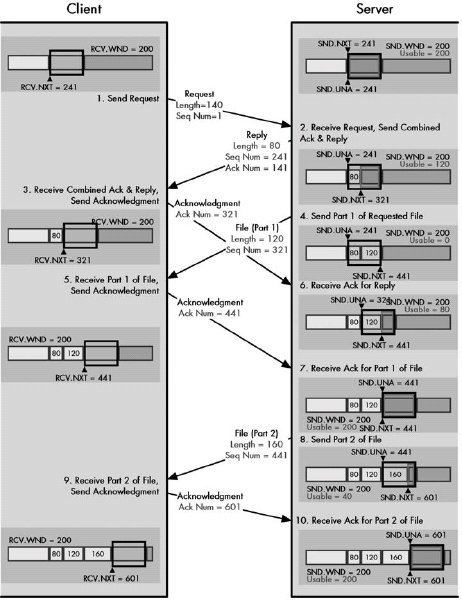 Client
Server
RCV.WND = 200
RCV.NXT = 241
1. Send Request
Request
Length=140
Seq Num=1
SND.NXT = 241
SND.WND = 200
Usable = 200
SND.UNA = 241
2. Receive Request, Send Combined
Ack & Reply
Reply
Length = 80
Seq Num = 241
Ack Num = 141
SND.UNA = 241
SND.WND = 200
Usable = 120
80
SND.NXT = 321
3. Receive Combined Ack & Reply,
Send Acknowledgment
Acknowledgment
Ack Num = 321
RCV.WND = 200
80
RCV.NXT = 321
4. Send Part 1 of Requested File
File (Part 1)
Length = 120
Seq Num = 321
SND.UNA = 241
SND.WND = 200
Usable = 0
80 120
SND.NXT = 441
5. Receive Part 1 of File,
Send Acknowledgment
Acknowledgment
Ack Num = 441
6. Receive Ack for Reply
SND.UNA = 321
SND.WND = 200
Usable = 80
80 120
SND.NXT = 441
RCV.WND = 200
80 120
RCV.NXT = 441
7. Receive Ack for Part 1 of File
SND.UNA = 441
80 120
SND.WND = 200
Usable = 200
SND.NXT = 441
8. Send Part 2 of File
File (Part 2)
Length = 160
Seq Num = 441
SND.UNA = 441
80 120 160
SND.WND = 200
Usable = 40
SND.NXT = 601
9. Receive Part 2 of File,
Send Acknowledgment
Acknowledgment
Ack Num = 601
10. Receive Ack for Part 2 of File
RCV.WND = 200
80 120 160
RCV.NXT = 601
SND.UNA = 601
80 120 160
SND.WND = 200
Usable = 200
SND.NXT = 601